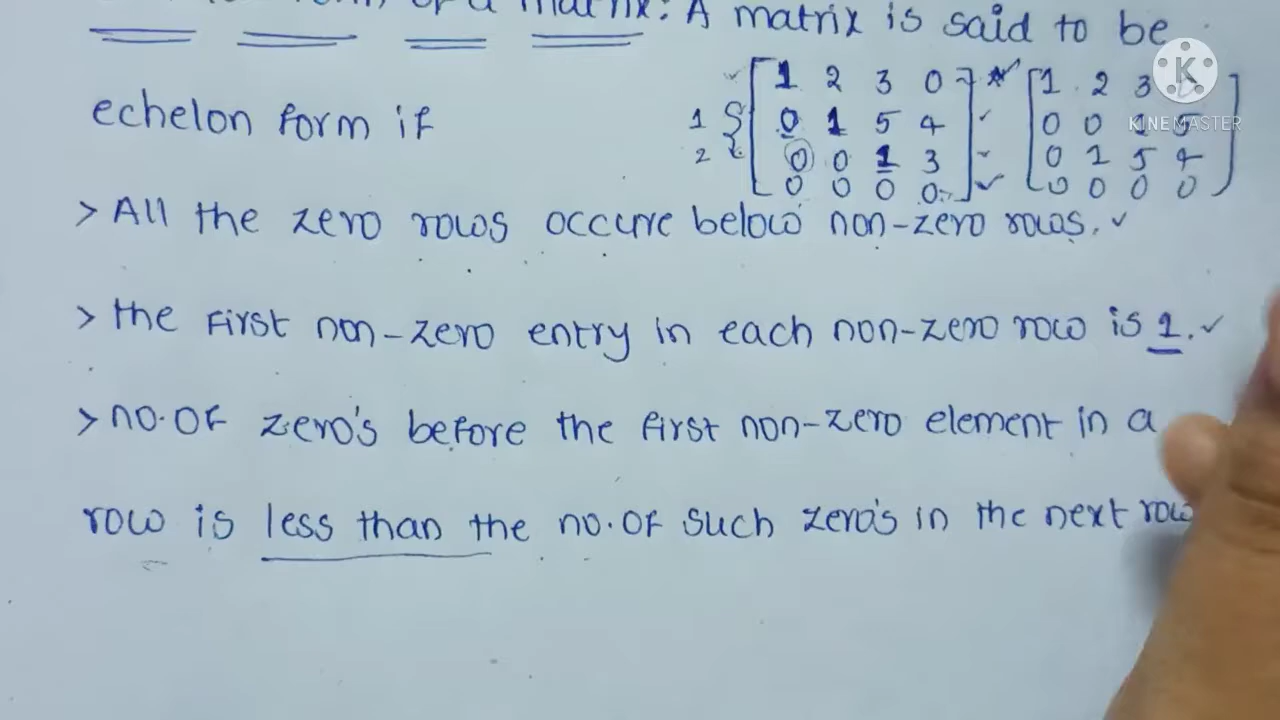 of a matrix: A matrix is said to be
echelon form if
1 2 3 0
0 1 5 4
0 0 1 3
0 0 0 0
1
2
1 2 3
0 0
0 1 5 4
0 0 0 0
KINEMASTER
> All the zero rows occure below non-zero rows.
> the First non-zero entry in each non-zero row is 1.
> no.of zero's before the first non-zero element in a
row is less than the no.of such zero's in the next row